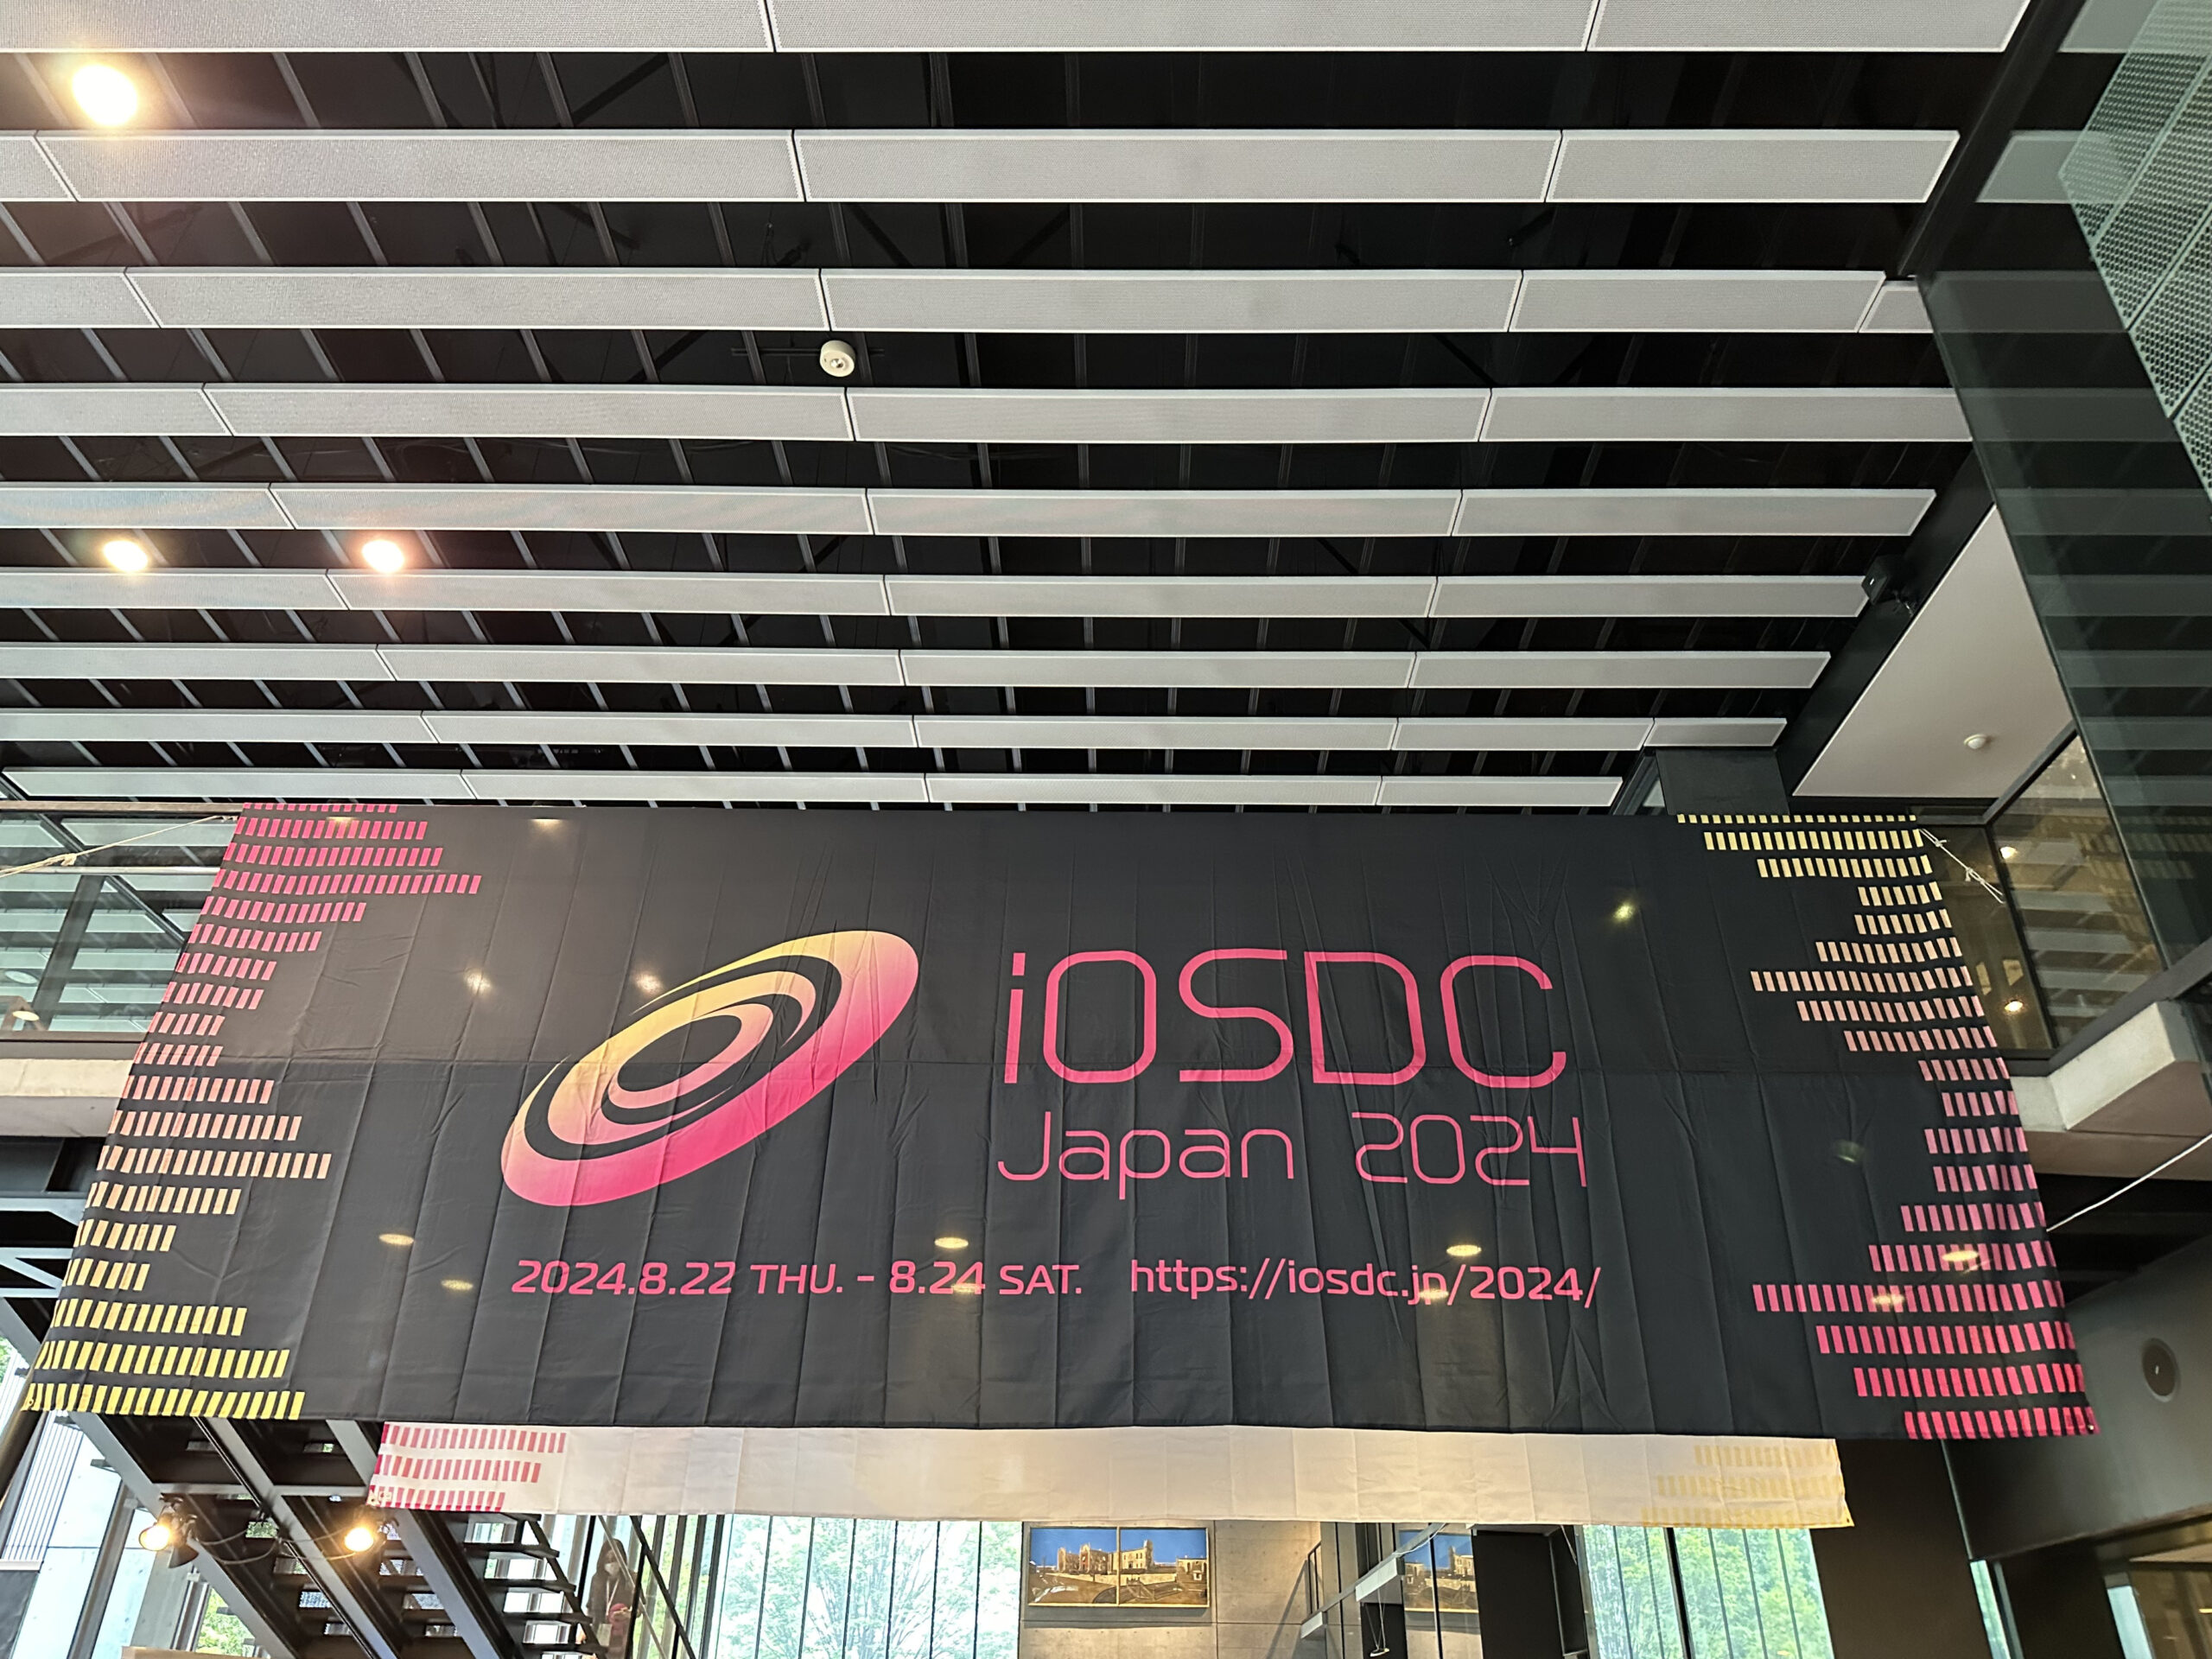 iOSDC
Japan 2024
2024.8.22 THU. - 8.24 SAT. https://iosdc.jp/2024/